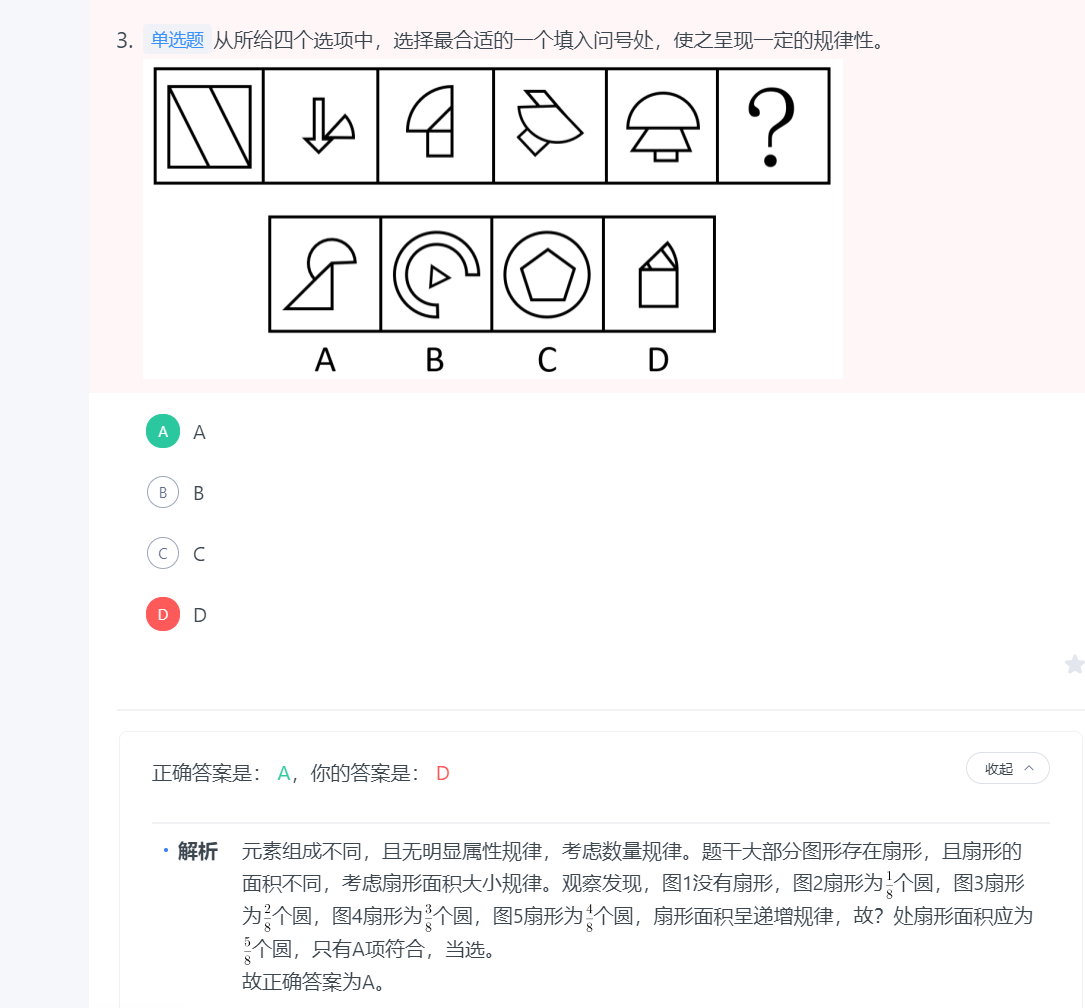 3. 单选题 从所给四个选项中，选择最合适的一个填入问号处，使之呈现一定的规律性。
?
A B C D
A A
B B
C C
D D
正确答案是： A，你的答案是： D
收起
· 解析 元素组成不同，且无明显属性规律，考虑数量规律。题干大部分图形存在扇形，且扇形的
面积不同，考虑扇形面积大小规律。观察发现，图1没有扇形，图2扇形为1/8个圆，图3扇形
为2/8个圆，图4扇形为3/8个圆，图5扇形为4/8个圆，扇形面积呈递增规律，故？处扇形面积应为
5/8个圆，只有A项符合，当选。
故正确答案为A。